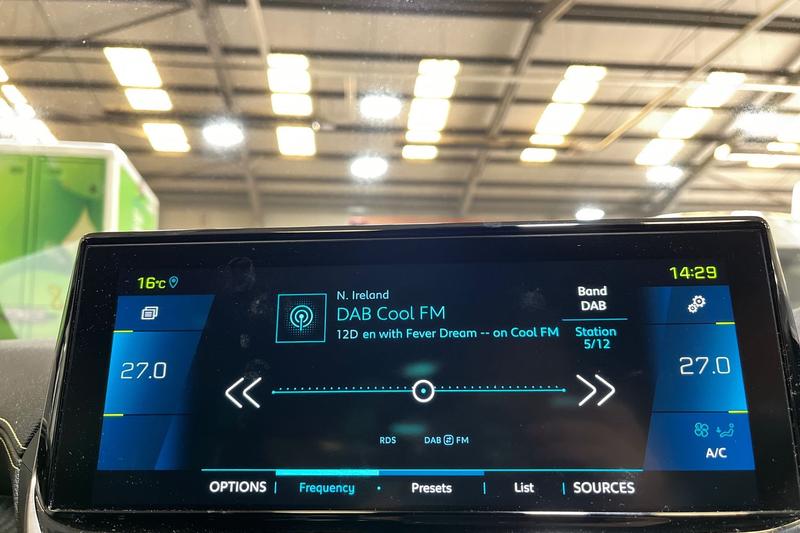 16°C
14:29
N. Ireland
DAB Cool FM
12D en with Fever Dream -- on Cool FM
Band
DAB
Station
5/12
27.0
27.0
RDS
DAB FM
A/C
OPTIONS Frequency Presets List SOURCES